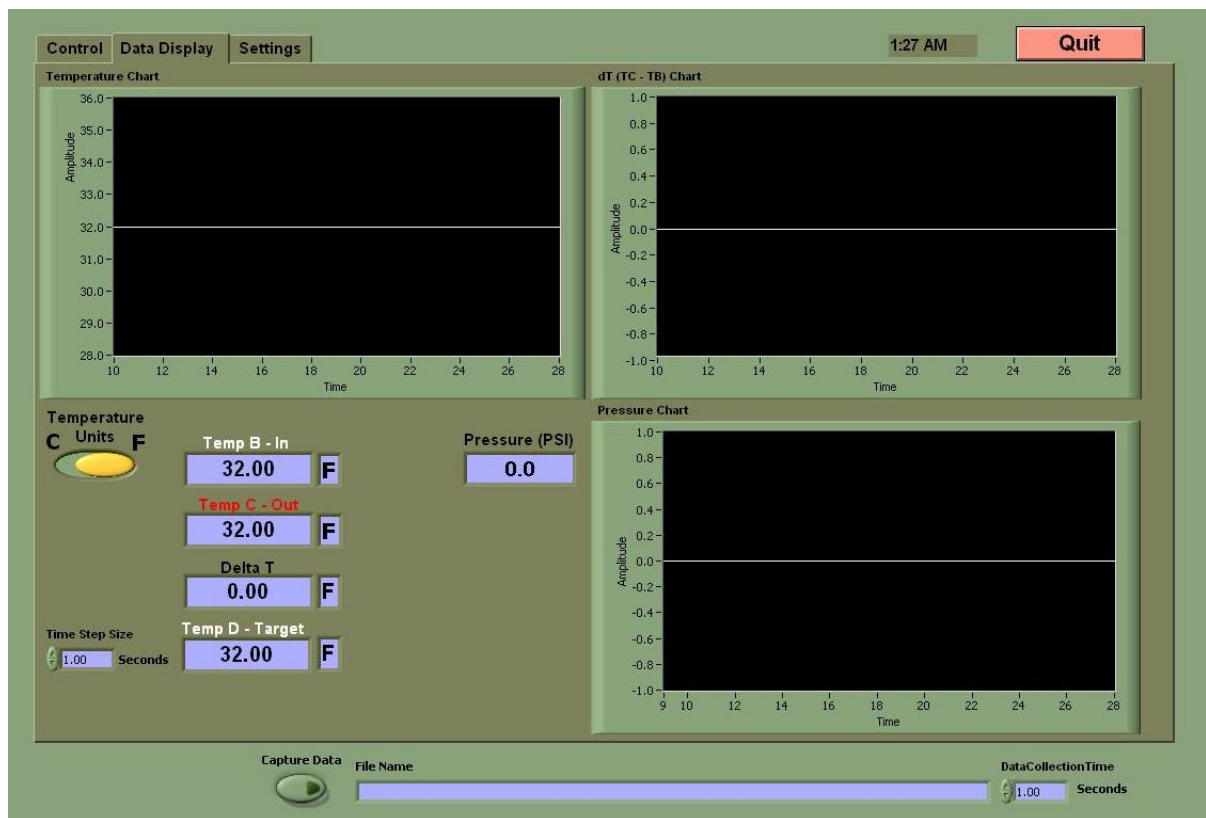 Control Data Display Settings 1:27 AM Quit
Temperature Chart
36.0
35.0
34.0
33.0
32.0
31.0
30.0
29.0
28.0
Amplitude
10 12 14 16 18 20 22 24 26 28
Time
dT (TC - TB) Chart
1.0
0.8
0.6
0.4
0.2
0.0
-0.2
-0.4
-0.6
-0.8
-1.0
Amplitude
10 12 14 16 18 20 22 24 26 28
Time
Temperature
C Units F
Temp B - In
32.00 F
Temp C - Out
32.00 F
Delta T
0.00 F
Temp D - Target
32.00 F
Time Step Size
1.00 Seconds
Pressure (PSI)
0.0
Pressure Chart
1.0
0.8
0.6
0.4
0.2
0.0
-0.2
-0.4
-0.6
-0.8
-1.0
Amplitude
9 10 12 14 16 18 20 22 24 26 28
Time
Capture Data
File Name
DataCollectionTime
1.00 Seconds